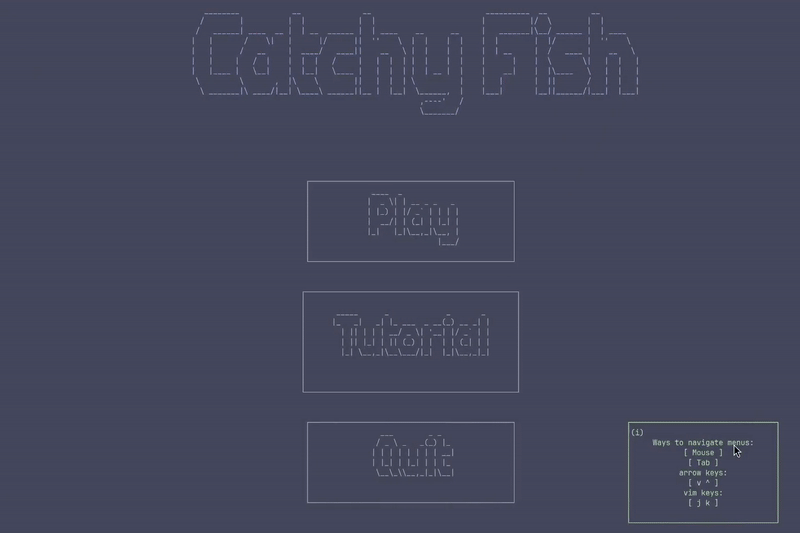 Catchy Fish
Play
Tutorial
Quit
(i)
Ways to navigate menus:
[ Mouse ]
[ Tab ]
arrow keys:
[ v ^ ]
vim keys:
[ j k ]